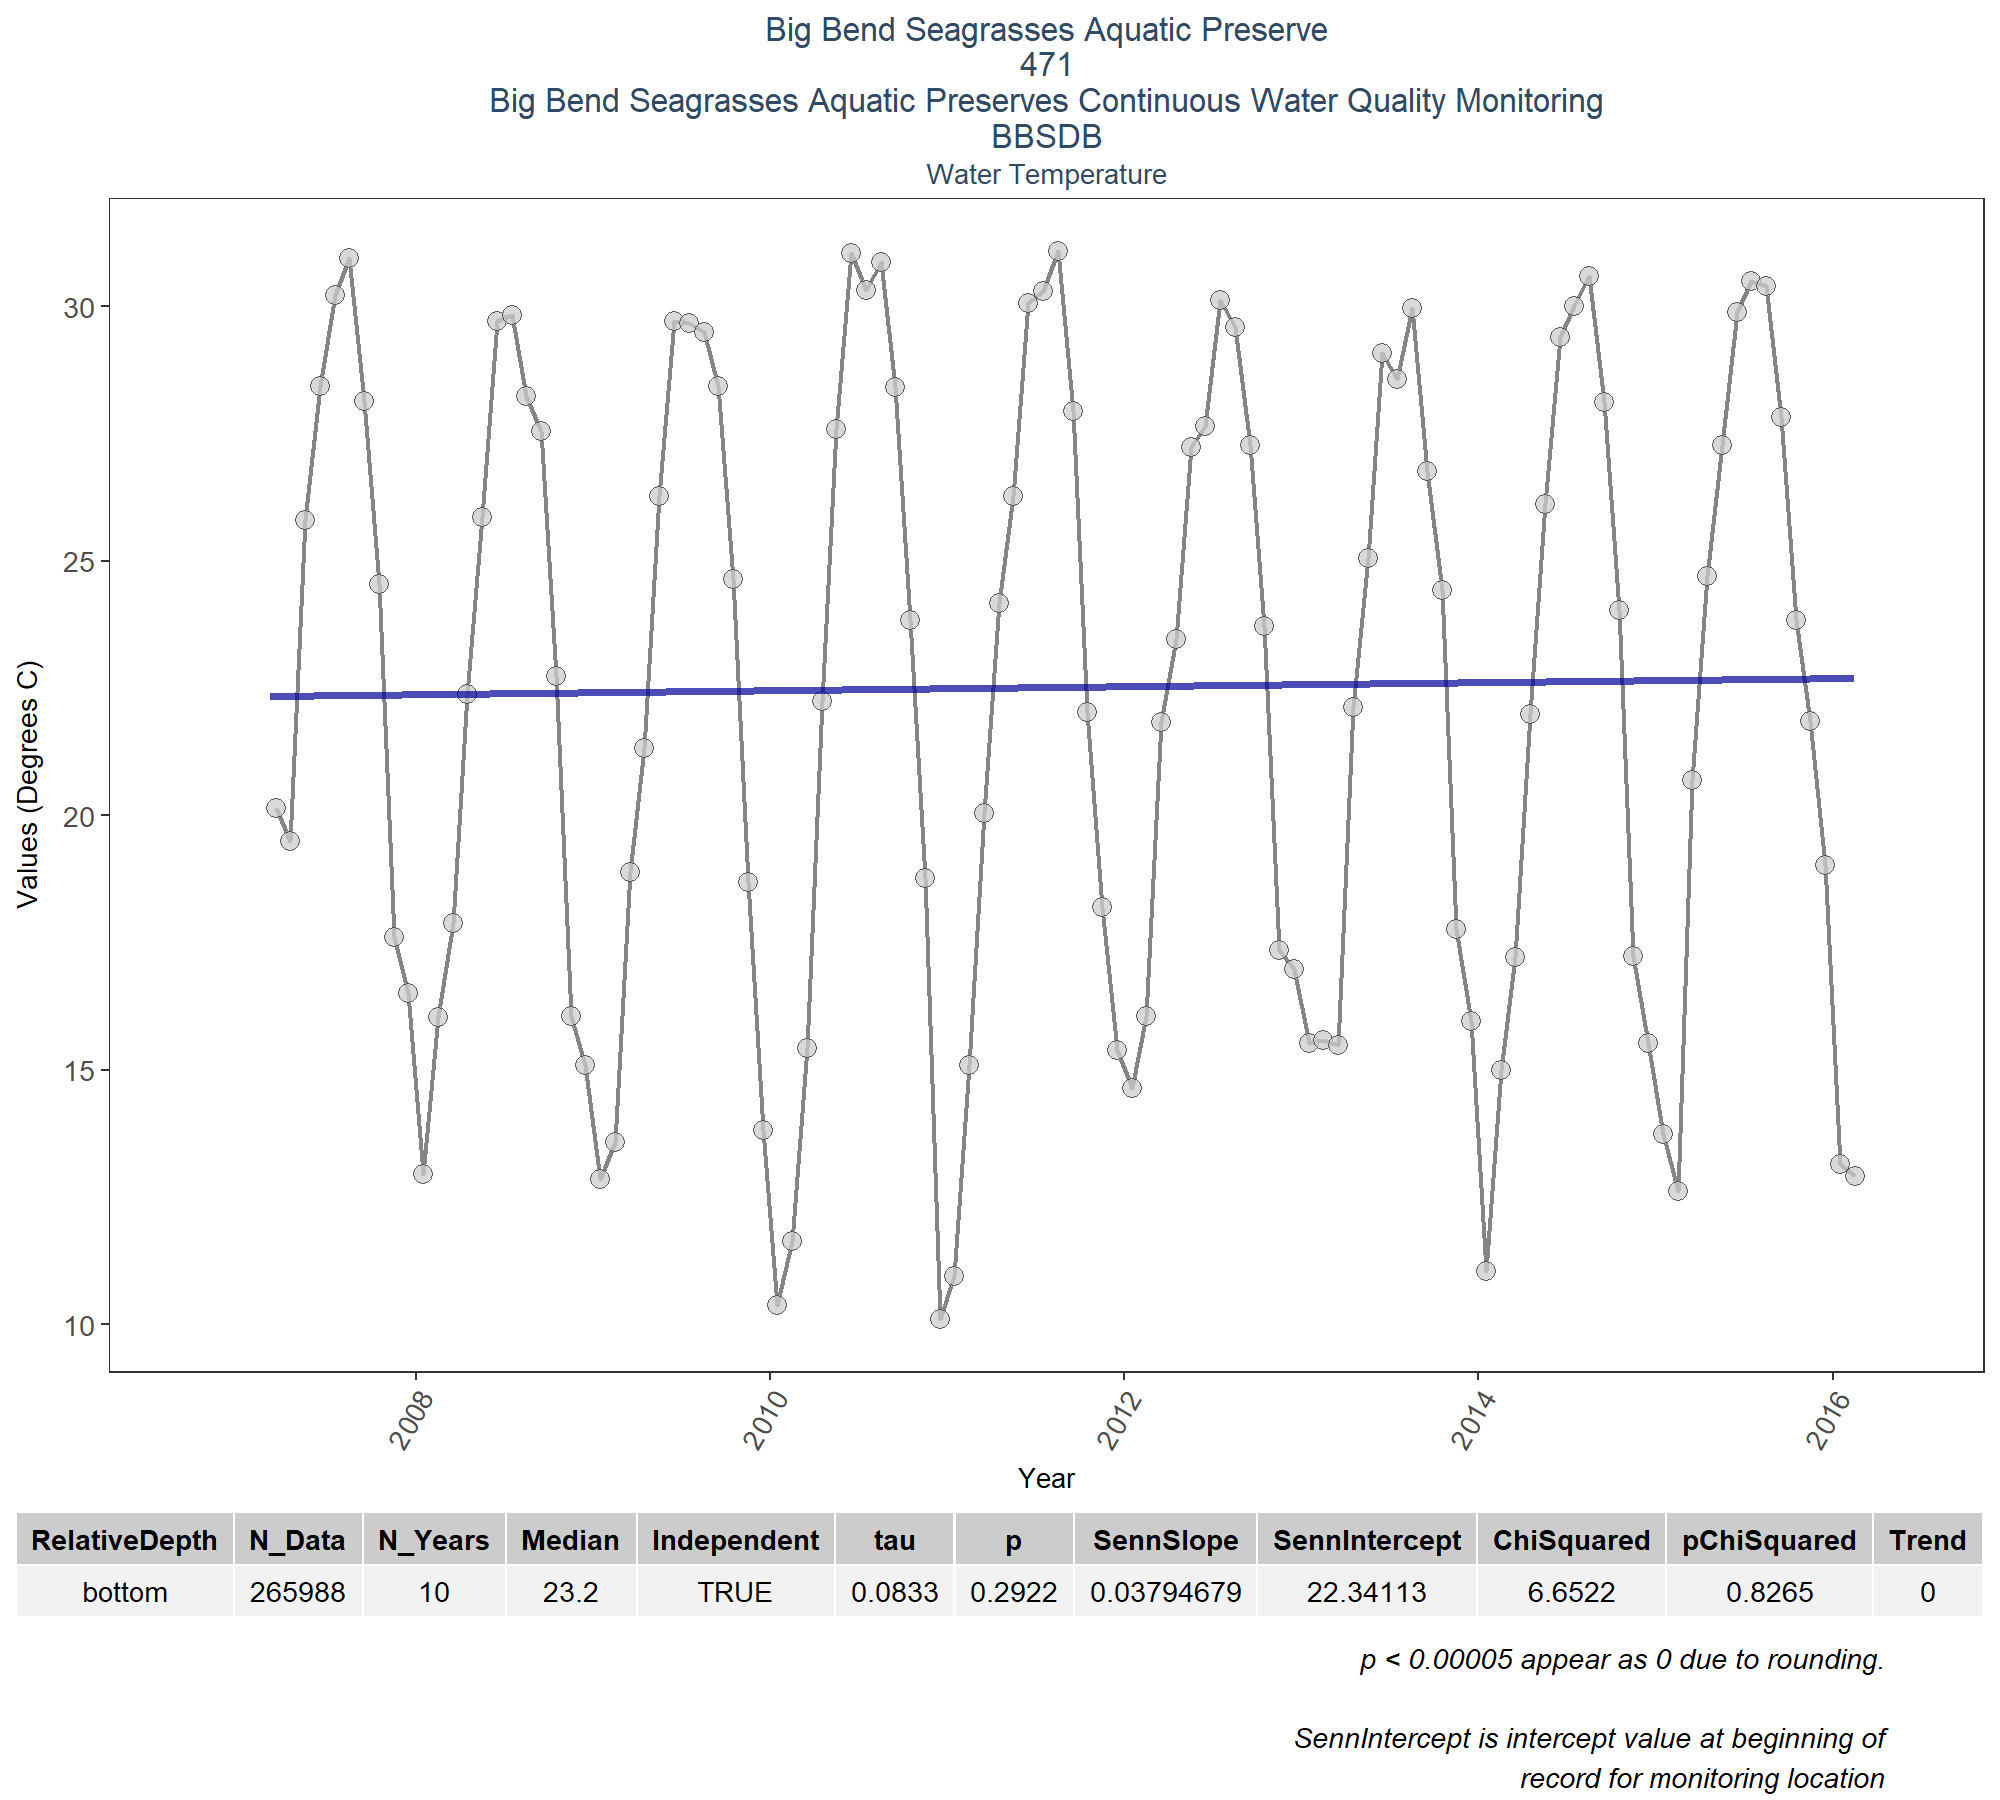 Big Bend Seagrasses Aquatic Preserve
471
Big Bend Seagrasses Aquatic Preserves Continuous Water Quality Monitoring
BBSDB
Water Temperature
Values (Degrees C)
30
25
20
15
10
2008
2010
2012
2014
2016
Year
RelativeDepth N_Data N_Years Median Independent tau p SennSlope SennIntercept ChiSquared pChiSquared Trend
bottom 265988 10 23.2 TRUE 0.0833 0.2922 0.03794679 22.34113 6.6522 0.8265 0
p < 0.00005 appear as 0 due to rounding.
SennIntercept is intercept value at beginning of
record for monitoring location